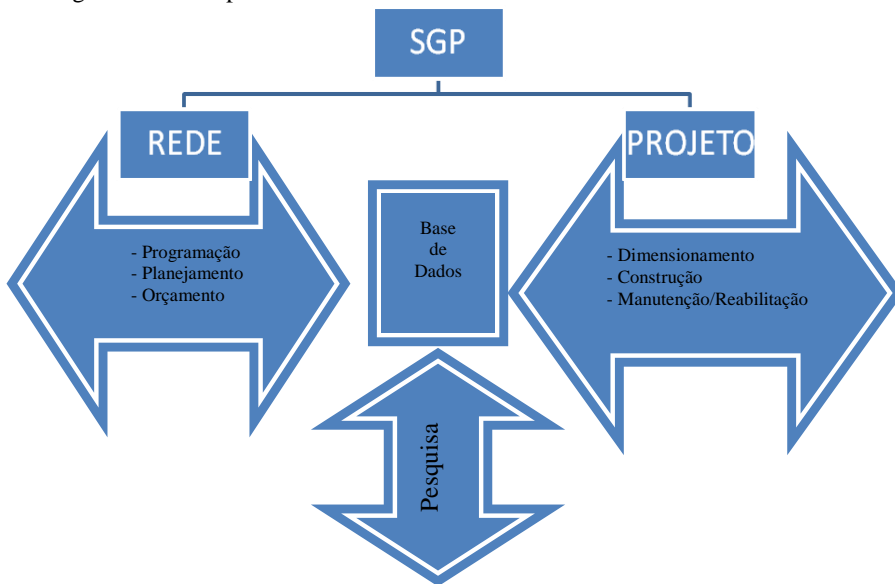 SGP
REDE
PROJETO
- Programação
- Planejamento
- Orçamento
Base
de
Dados
- Dimensionamento
- Construção
- Manutenção/Reabilitação
Pesquisa